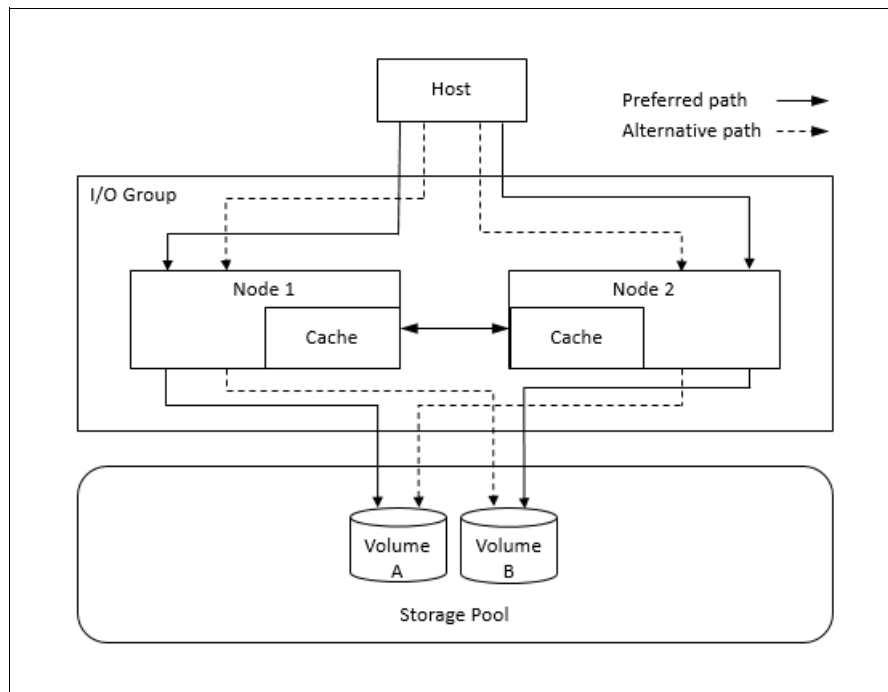 Host
Preferred path
Alternative path
I/O Group
Node 1
Node 2
Cache
Cache
Volume
A
Volume
B
Storage Pool